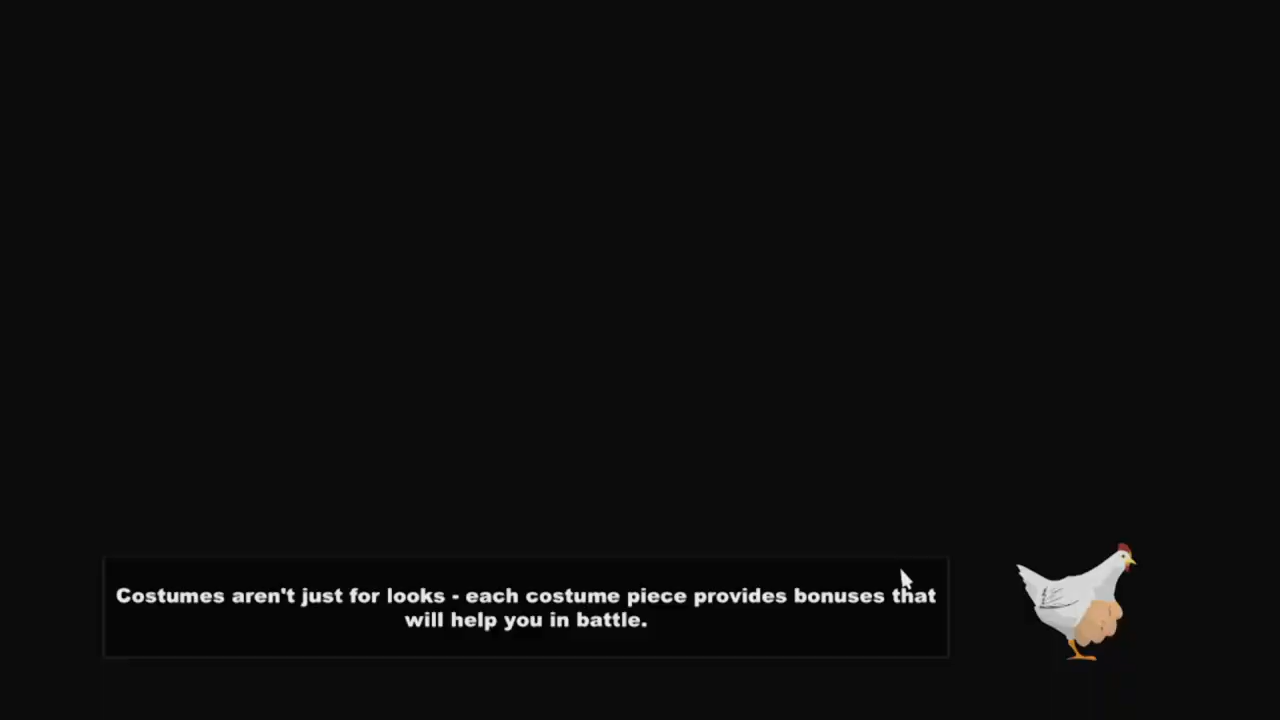 Costumes aren't just for looks - each costume piece provides bonuses that
will help you in battle.